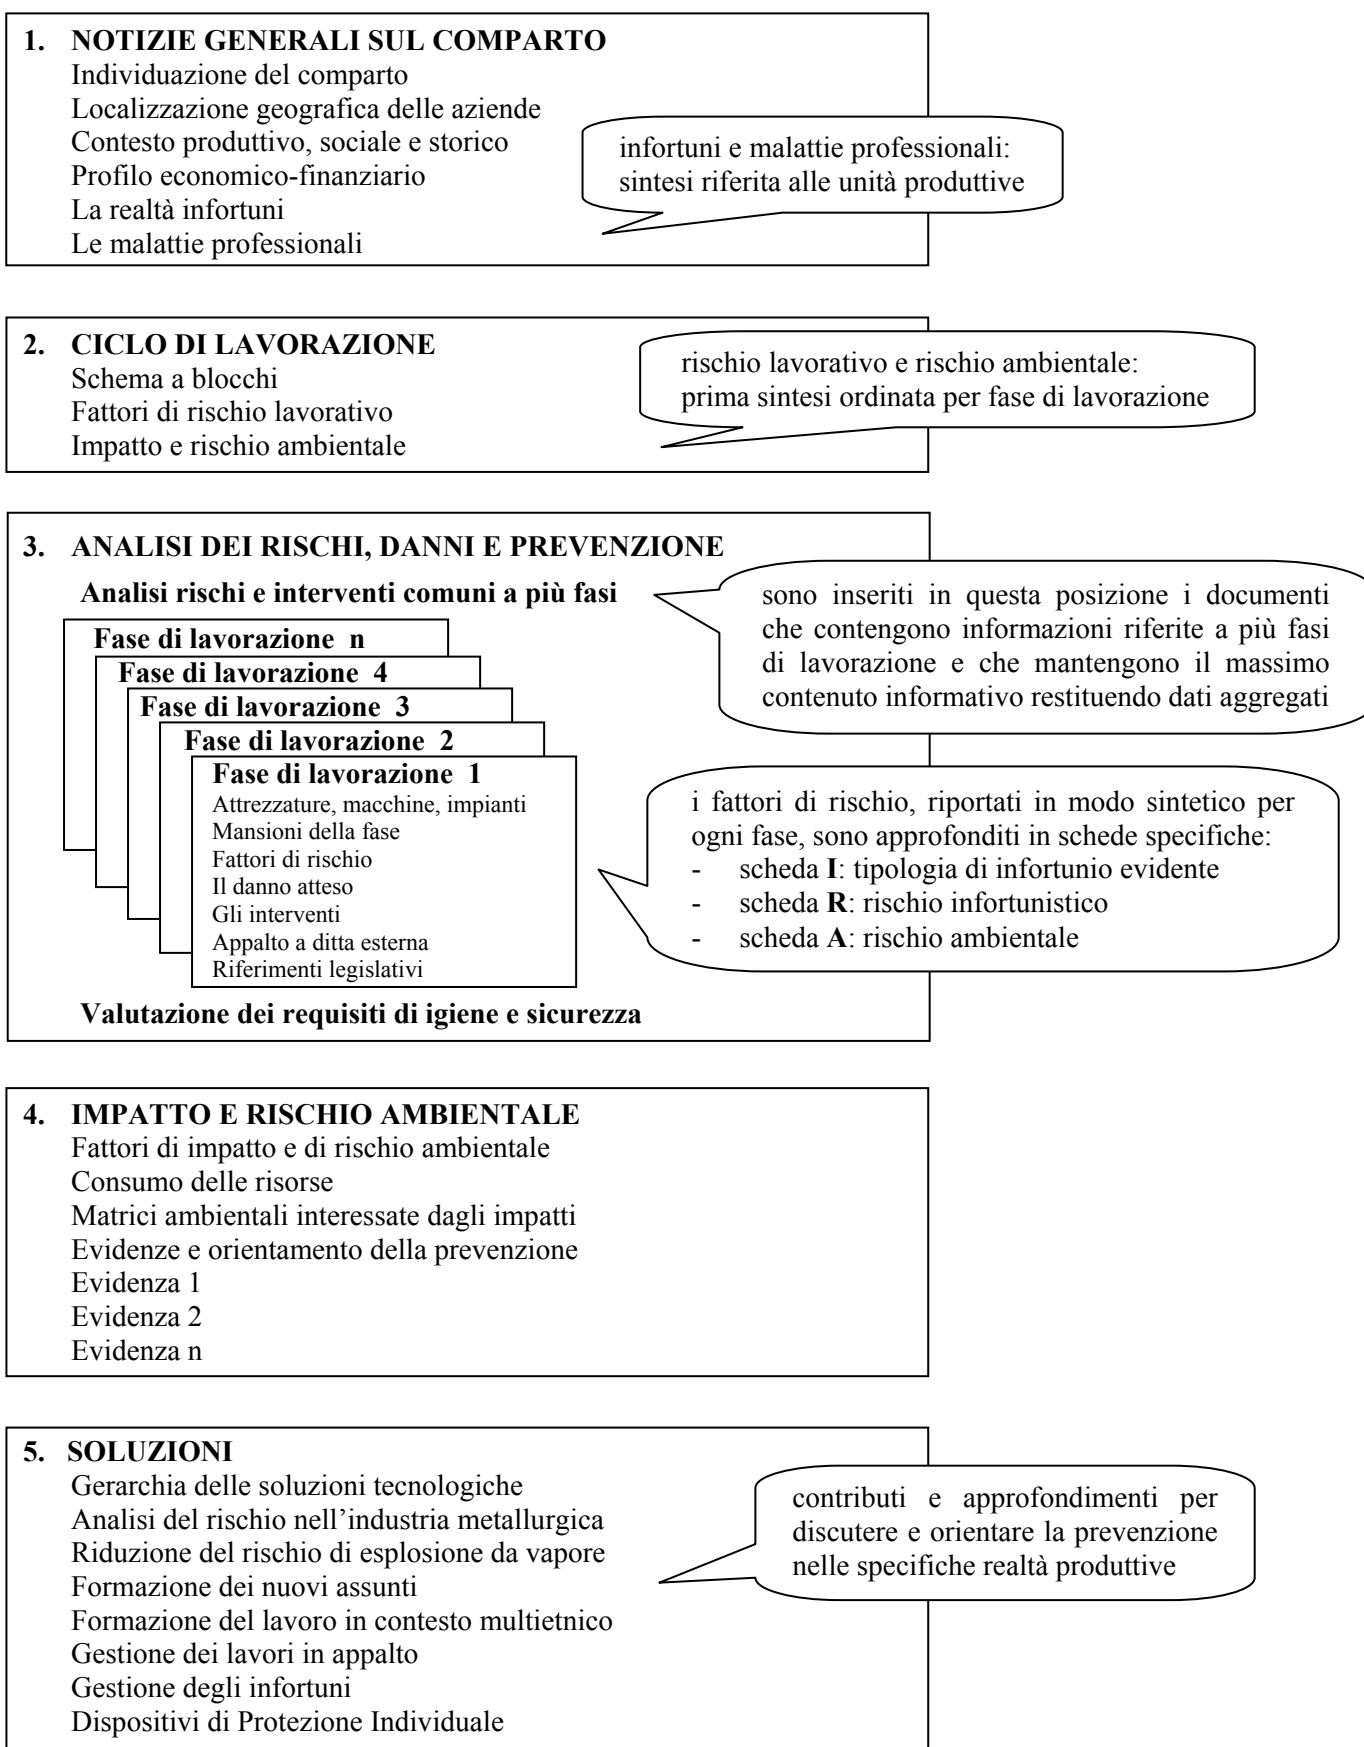 1. NOTIZIE GENERALI SUL COMPARTO
Individuazione del comparto
Localizzazione geografica delle aziende
Contesto produttivo, sociale e storico
Profilo economico-finanziario
La realtà infortuni
Le malattie professionali
infortuni e malattie professionali:
sintesi riferita alle unità produttive
2. CICLO DI LAVORAZIONE
Schema a blocchi
Fattori di rischio lavorativo
Impatto e rischio ambientale
rischio lavorativo e rischio ambientale:
prima sintesi ordinata per fase di lavorazione
3. ANALISI DEI RISCHI, DANNI E PREVENZIONE
Analisi rischi e interventi comuni a più fasi
sono inseriti in questa posizione i documenti
che contengono informazioni riferite a più fasi
di lavorazione e che mantengono il massimo
contenuto informativo restituendo dati aggregati
Fase di lavorazione n
Fase di lavorazione 4
Fase di lavorazione 3
Fase di lavorazione 2
Fase di lavorazione 1
Attrezzature, macchine, impianti
Mansioni della fase
Fattori di rischio
Il danno atteso
Gli interventi
Appalto a ditta esterna
Riferimenti legislativi
i fattori di rischio, riportati in modo sintetico per
ogni fase, sono approfonditi in schede specifiche:
- scheda I: tipologia di infortunio evidente
- scheda R: rischio infortunistico
- scheda A: rischio ambientale
Valutazione dei requisiti di igiene e sicurezza
4. IMPATTO E RISCHIO AMBIENTALE
Fattori di impatto e di rischio ambientale
Consumo delle risorse
Matrici ambientali interessate dagli impatti
Evidenze e orientamento della prevenzione
Evidenza 1
Evidenza 2
Evidenza n
5. SOLUZIONI
Gerarchia delle soluzioni tecnologiche
Analisi del rischio nell’industria metallurgica
Riduzione del rischio di esplosione da vapore
Formazione dei nuovi assunti
Formazione del lavoro in contesto multietnico
Gestione dei lavori in appalto
Gestione degli infortuni
Dispositivi di Protezione Individuale
contributi e approfondimenti per
discutere e orientare la prevenzione
nelle specifiche realtà produttive